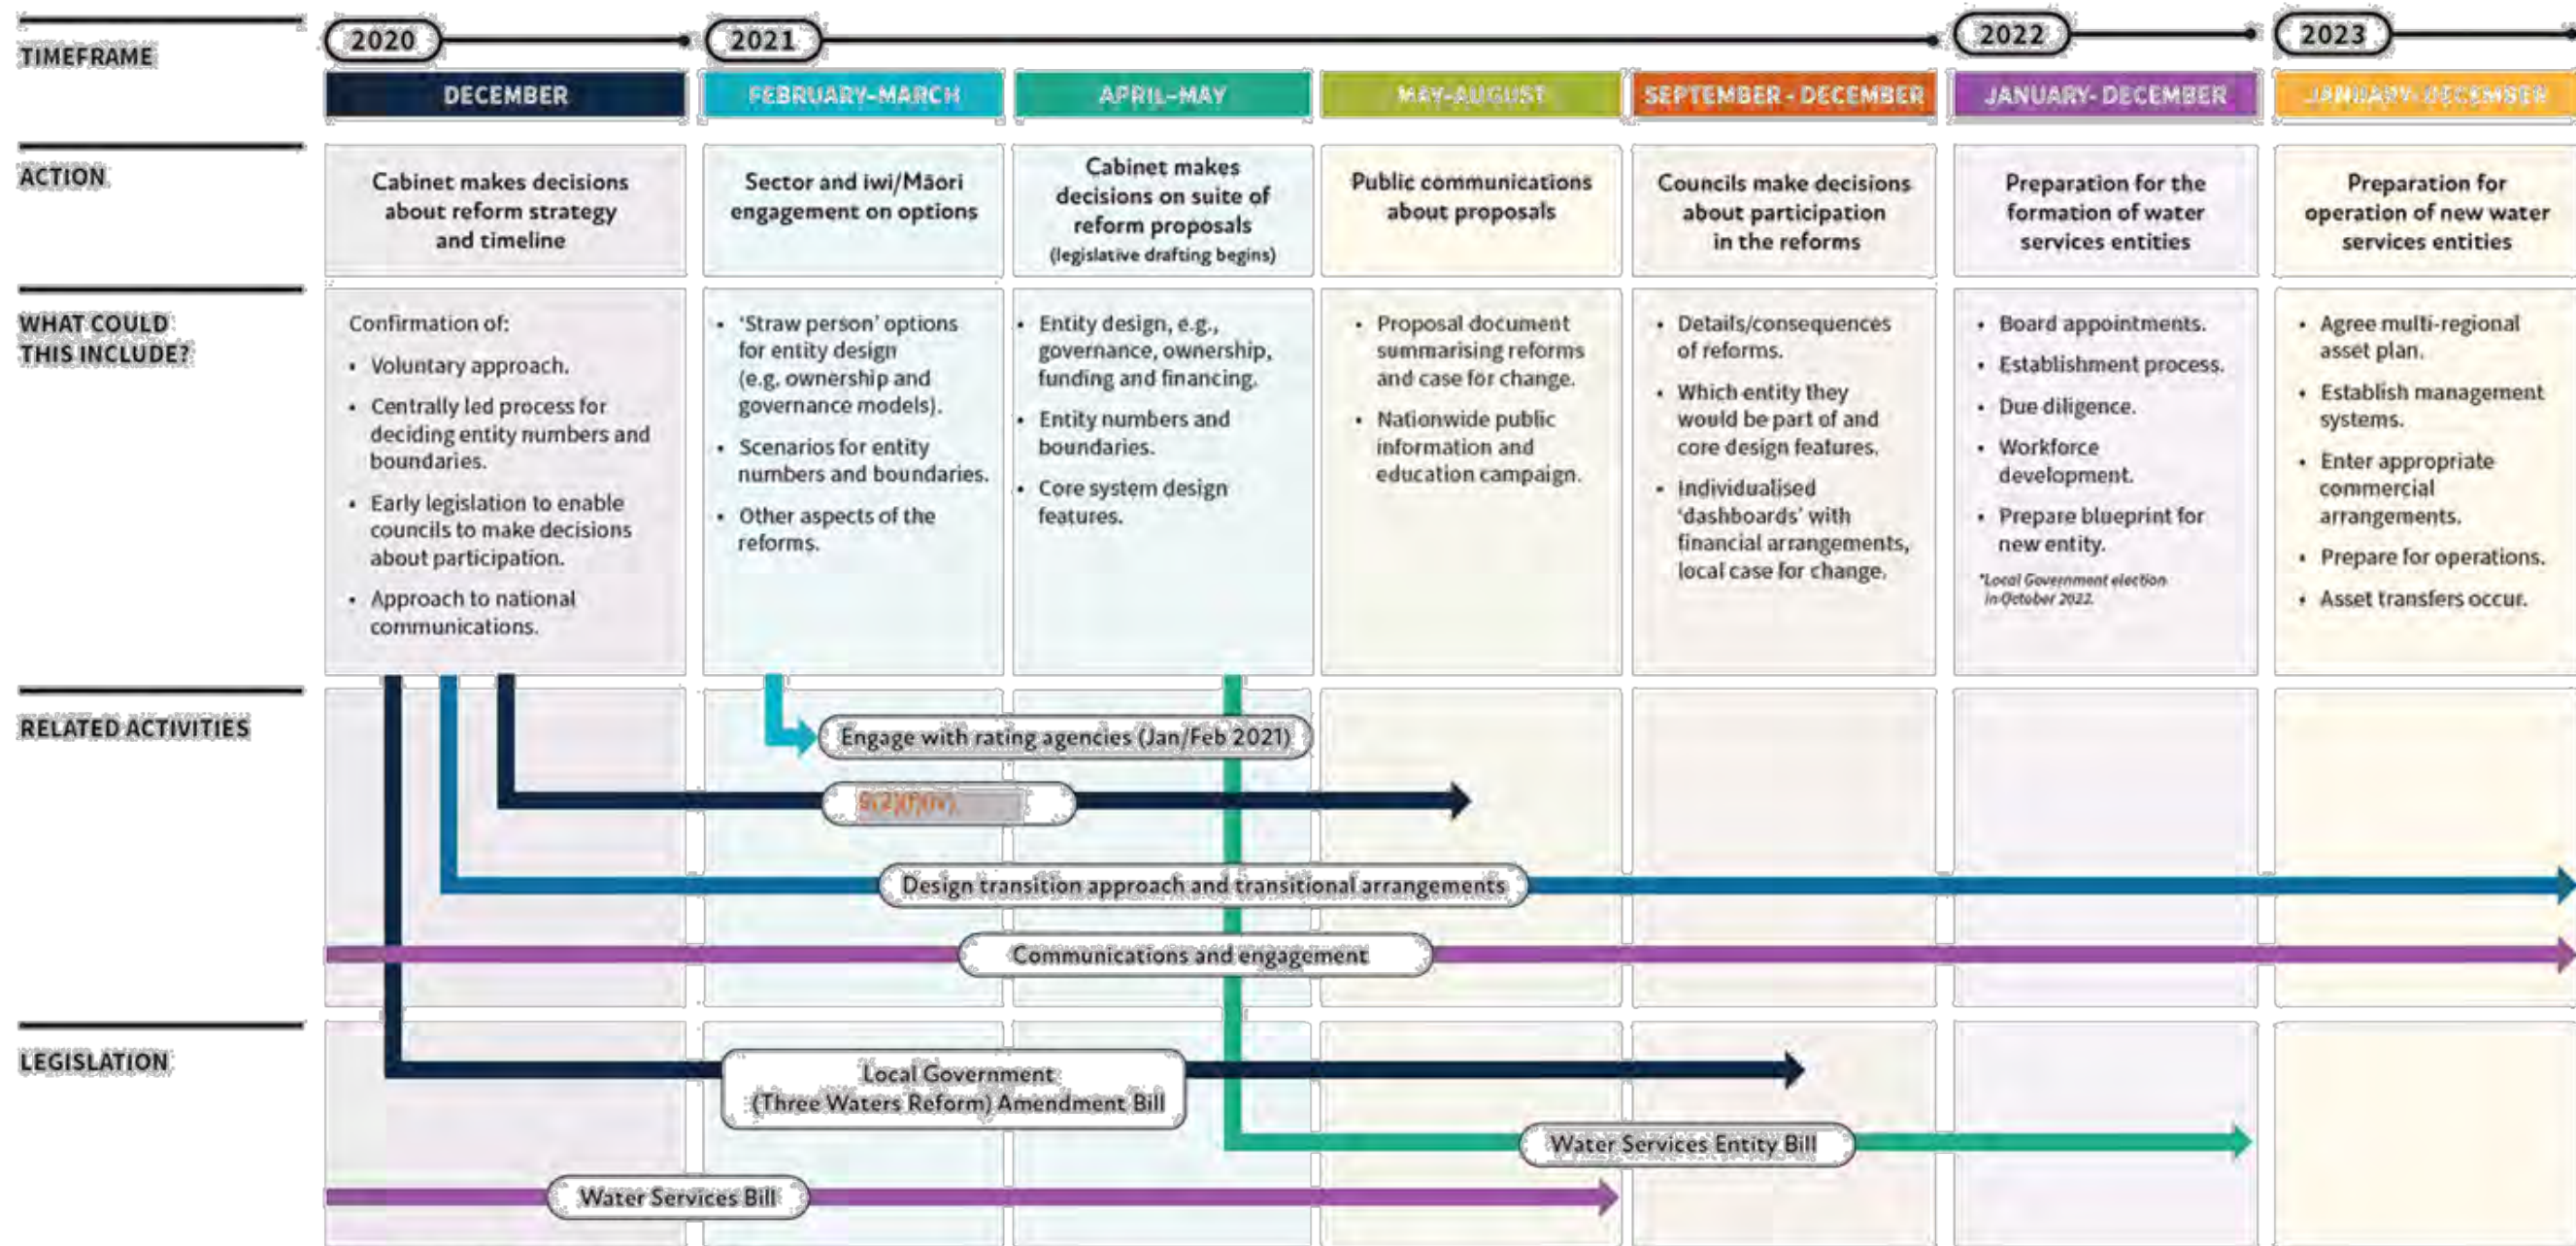 TIMEFRAME
2020
2021
2022
2023
DECEMBER
FEBRUARY-MARCH
APRIL-MAY
MAY-AUGUST
SEPTEMBER - DECEMBER
JANUARY- DECEMBER
JANUARY- DECEMBER
ACTION
Cabinet makes decisions
about reform strategy
and timeline
Sector and iwi/Māori
engagement on options
Cabinet makes
decisions on suite of
reform proposals
(legislative drafting begins)
Public communications
about proposals
Councils make decisions
about participation
in the reforms
Preparation for the
formation of water
services entities
Preparation for
operation of new water
services entities
WHAT COULD
THIS INCLUDE?
Confirmation of:
• Voluntary approach.
• Centrally led process for
deciding entity numbers and
boundaries.
• Early legislation to enable
councils to make decisions
about participation.
• Approach to national
communications.
• 'Straw person' options
for entity design
(e.g. ownership and
governance models).
• Scenarios for entity
numbers and boundaries.
• Other aspects of the
reforms.
• Entity design, e.g.,
governance, ownership,
funding and financing.
• Entity numbers and
boundaries.
• Core system design
features.
• Proposal document
summarising reforms
and case for change.
• Nationwide public
information and
education campaign.
• Details/consequences
of reforms.
• Which entity they
would be part of and
core design features.
• Individualised
'dashboards' with
financial arrangements,
local case for change.
• Board appointments.
• Establishment process.
• Due diligence.
• Workforce
development.
• Prepare blueprint for
new entity.
*Local Government election
in October 2022.
• Agree multi-regional
asset plan.
• Establish management
systems.
• Enter appropriate
commercial
arrangements.
• Prepare for operations.
• Asset transfers occur.
RELATED ACTIVITIES
Engage with rating agencies (Jan/Feb 2021)
9(2)(f)(iv)
Design transition approach and transitional arrangements
Communications and engagement
LEGISLATION
Local Government
(Three Waters Reform) Amendment Bill
Water Services Entity Bill
Water Services Bill